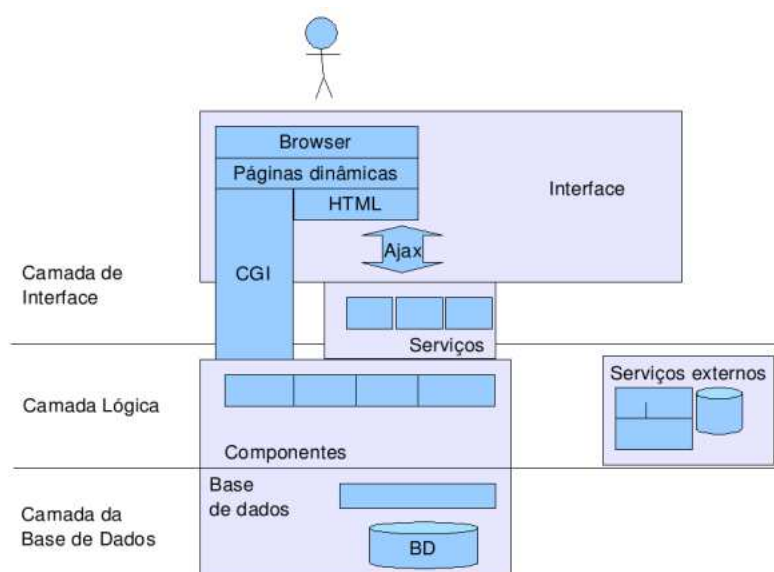 Browser
Páginas dinâmicas
HTML
Interface
Ajax
CGI
Camada de
Interface
Serviços
Serviços externos
Camada Lógica
Componentes
Base
de dados
Camada da
Base de Dados
BD